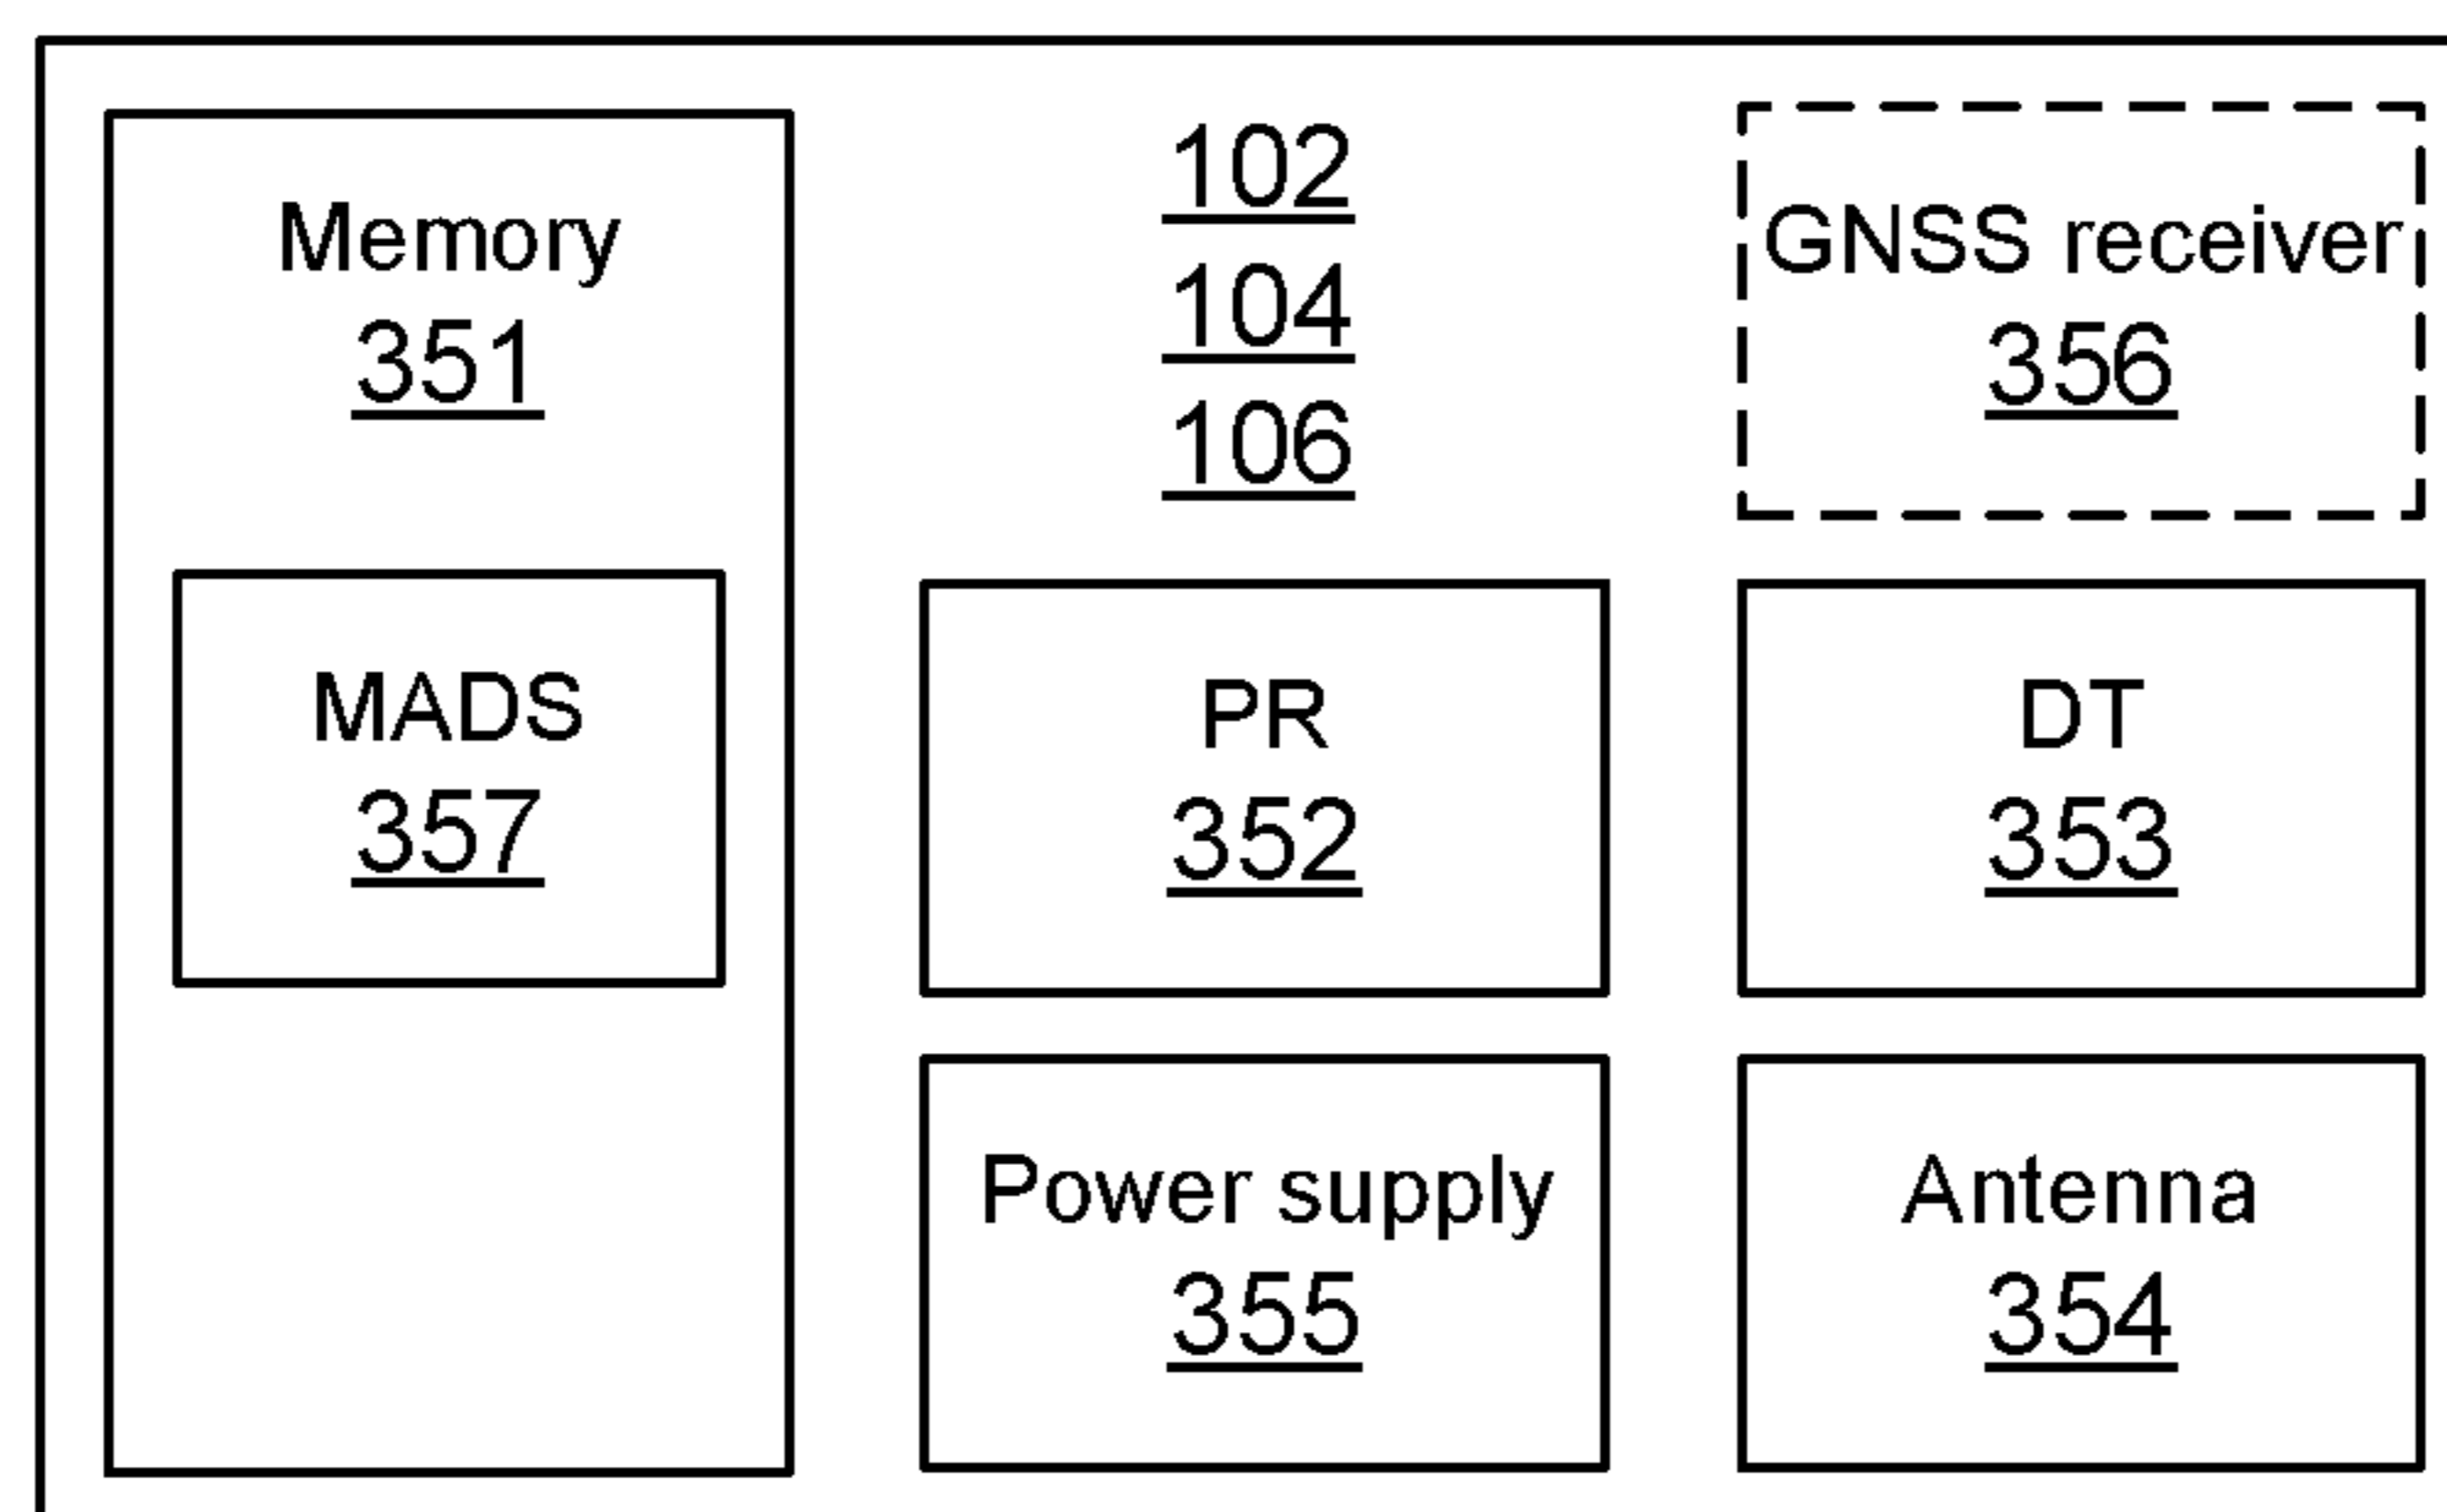 Memory
351
MADS
357
102
104
106
GNSS receiver
356
PR
352
DT
353
Power supply
355
Antenna
354